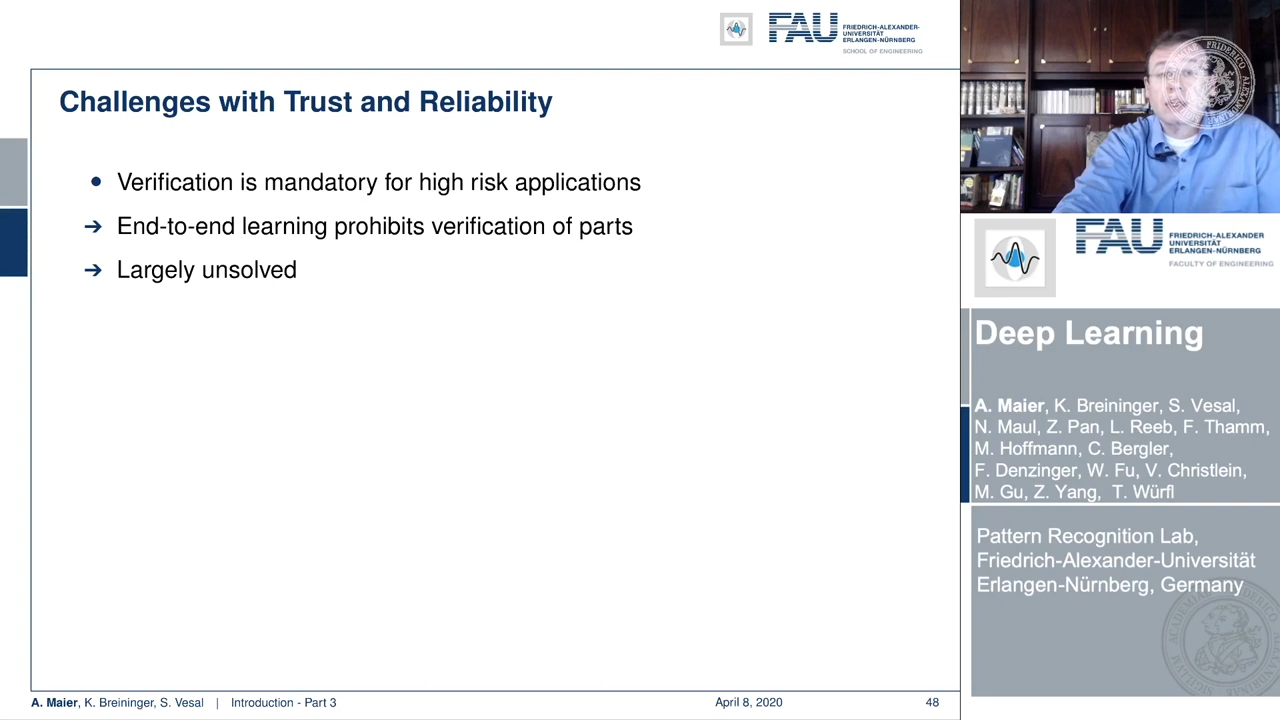 FAU FRIEDRICH-ALEXANDER-
UNIVERSITÄT
ERLANGEN-NÜRNBERG
SCHOOL OF ENGINEERING
Challenges with Trust and Reliability
• Verification is mandatory for high risk applications
➔ End-to-end learning prohibits verification of parts
➔ Largely unsolved
A. Maier, K. Breininger, S. Vesal | Introduction - Part 3 April 8, 2020 48
FAU FRIEDRICH-ALEXANDER
UNIVERSITÄT
ERLANGEN-NÜRNBERG
FACULTY OF ENGINEERING
Deep Learning
A. Maier, K. Breininger, S. Vesal,
N. Maul, Z. Pan, L. Reeb, F. Thamm,
M. Hoffmann, C. Bergler,
F. Denzinger, W. Fu, V. Christlein,
M. Gu, Z. Yang, T. Würfl
Pattern Recognition Lab,
Friedrich-Alexander-Universität
Erlangen-Nürnberg, Germany